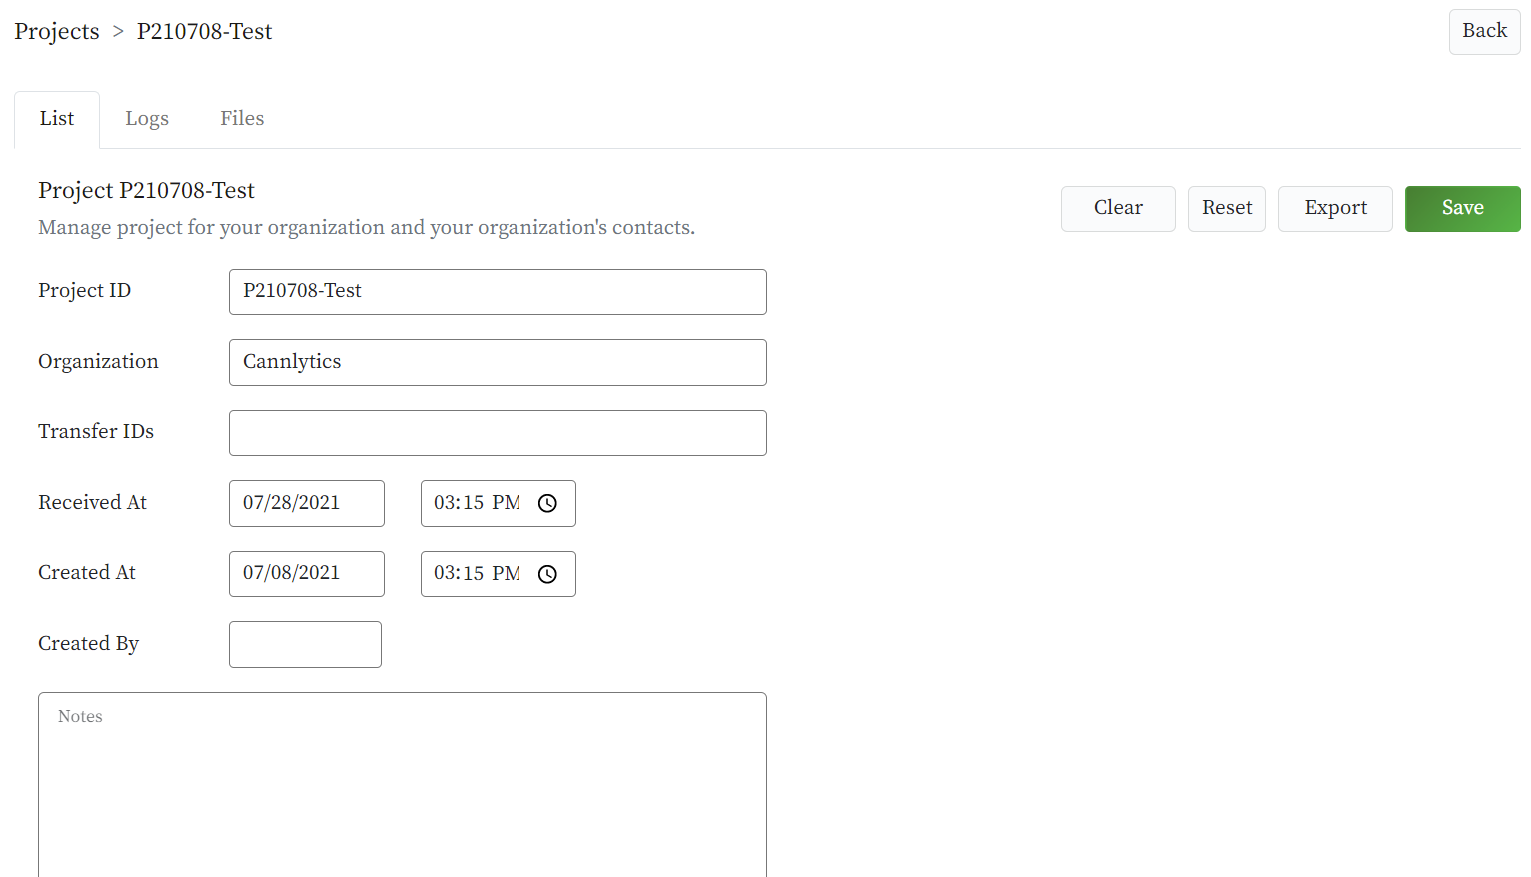 Projects > P210708-Test
Back
List
Logs
Files
Project P210708-Test
Manage project for your organization and your organization's contacts.
Clear
Reset
Export
Save
Project ID
P210708-Test
Organization
Cannlytics
Transfer IDs
Received At
07/28/2021
03:15 PM
Created At
07/08/2021
03:15 PM
Created By
Notes